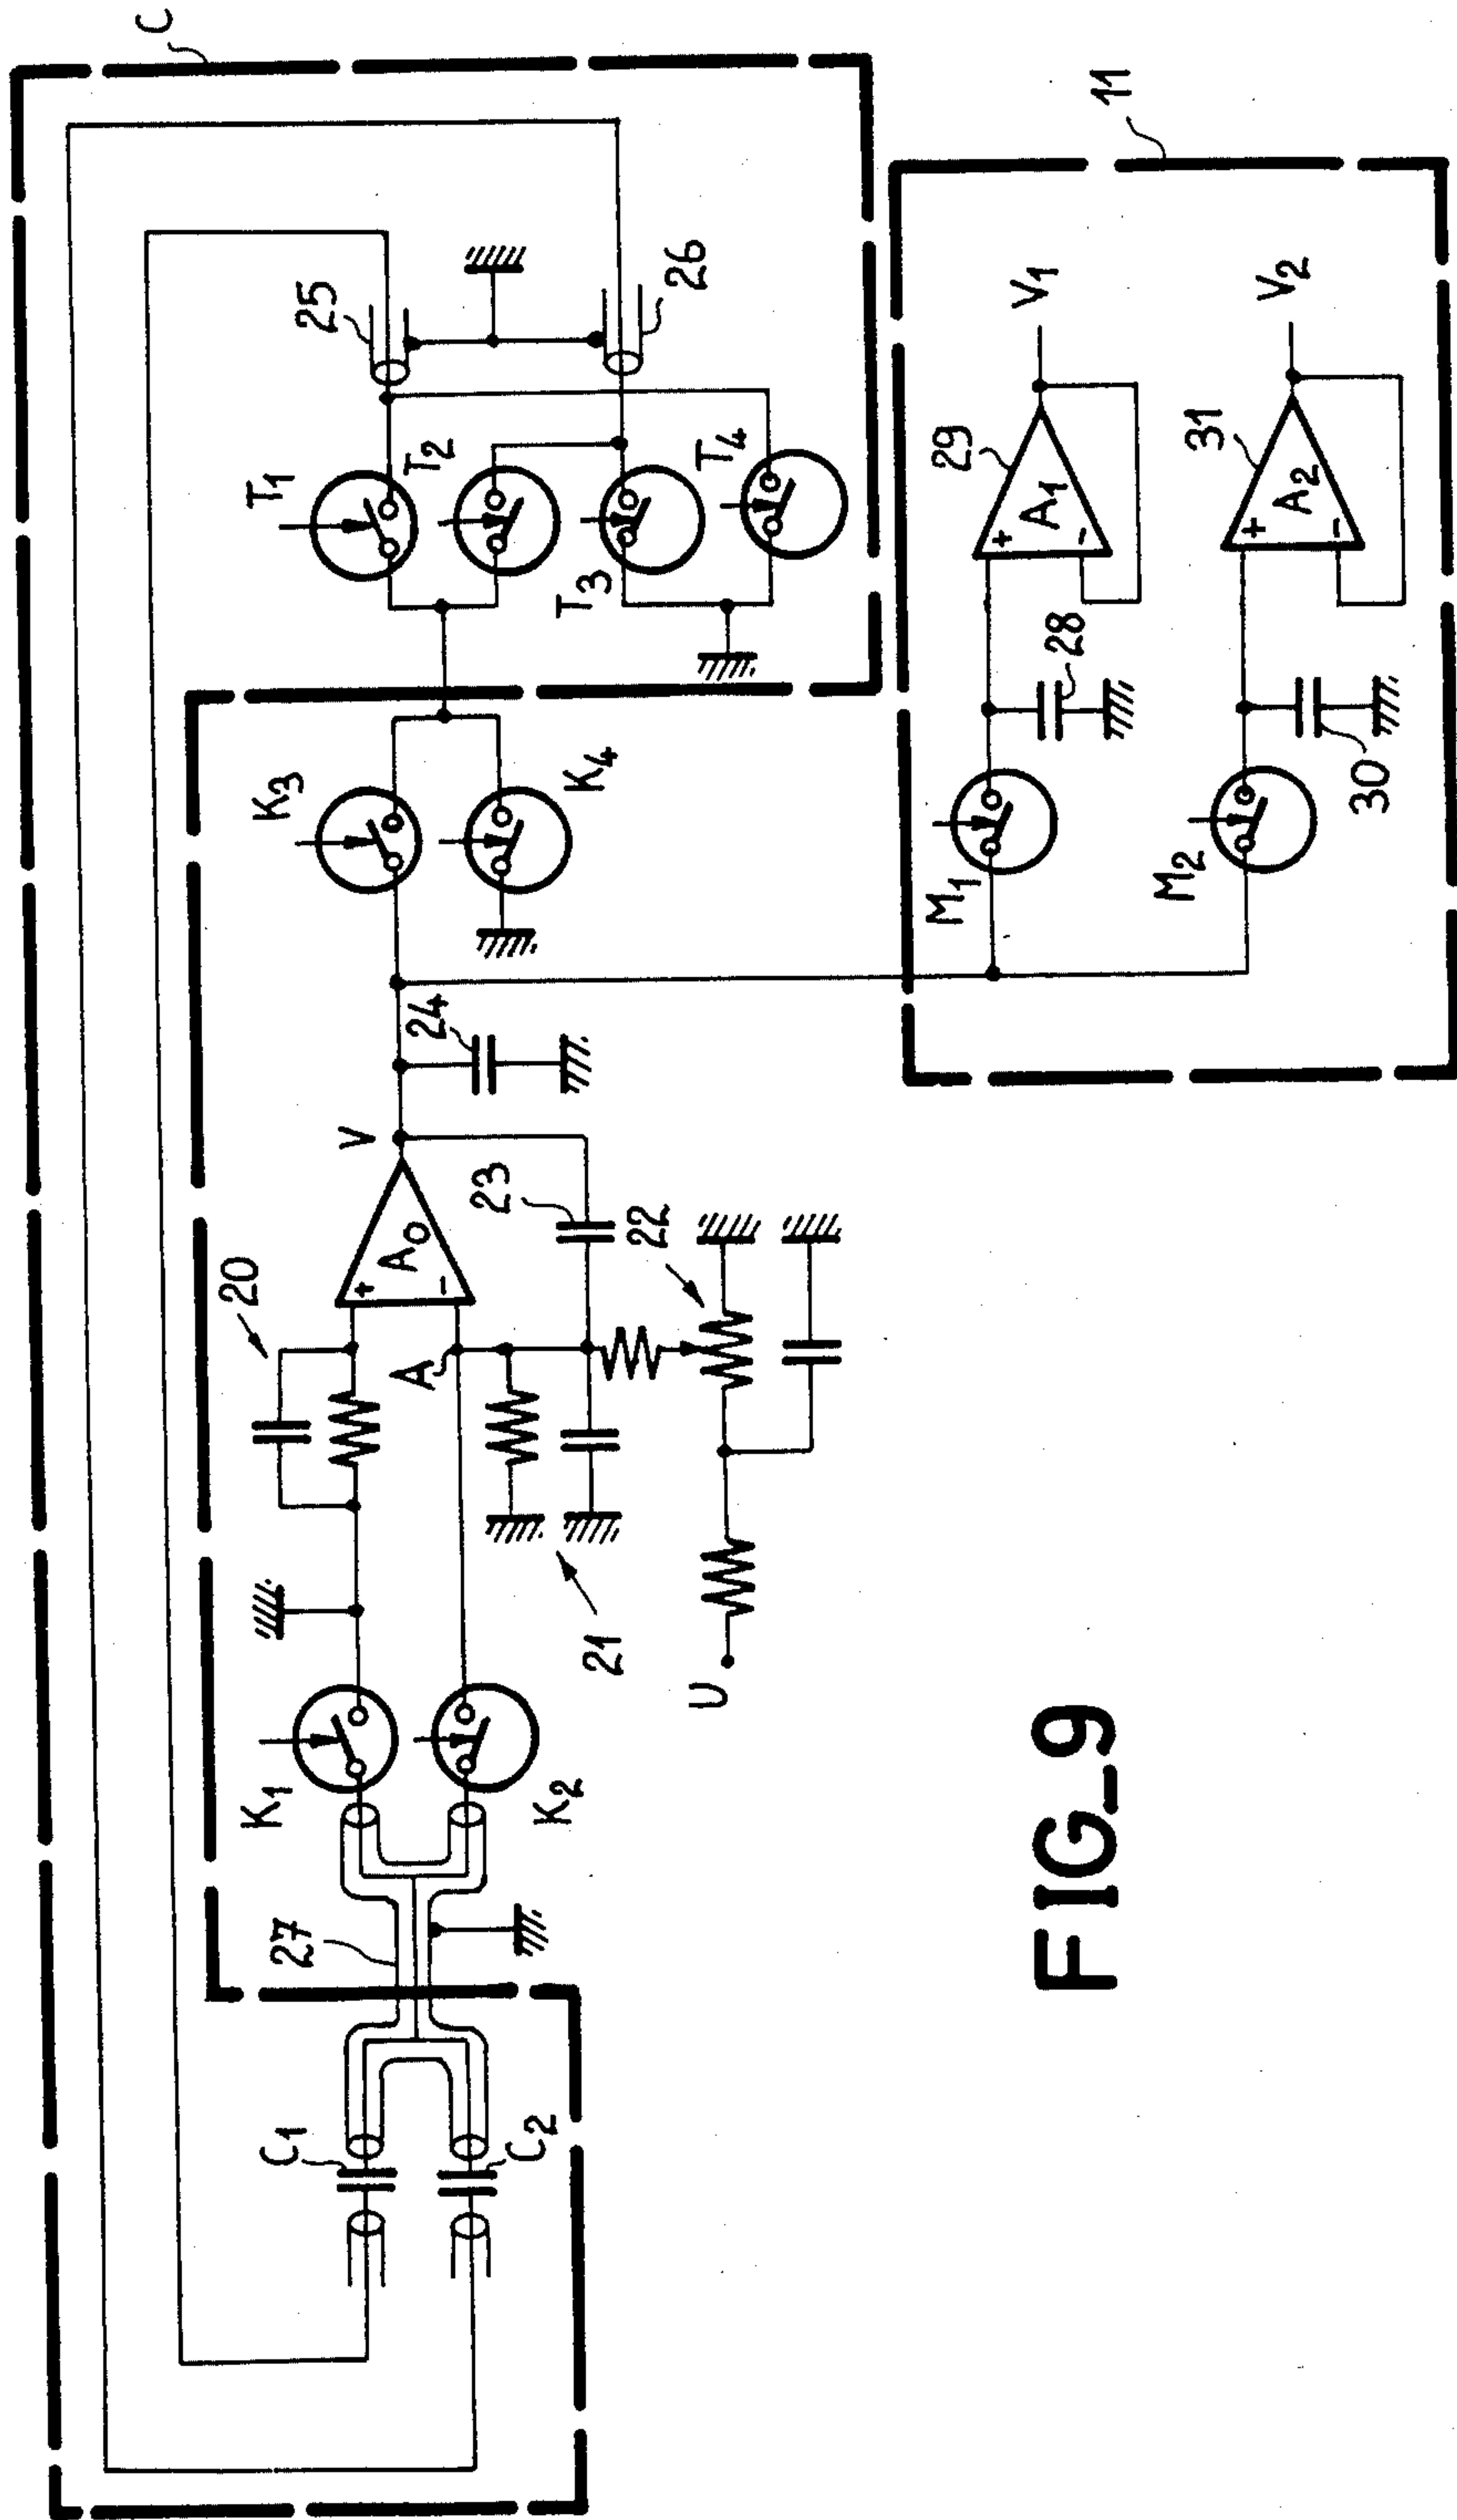 C
25
26
T1
T2
T3
T4
K3
K4
11
V1
V2
29
A1
+
-
31
A2
+
-
28
30
M1
M2
24
V
23
22
20
A0
+
-
A
21
U
K1
K2
27
C1
C2
FIG_9